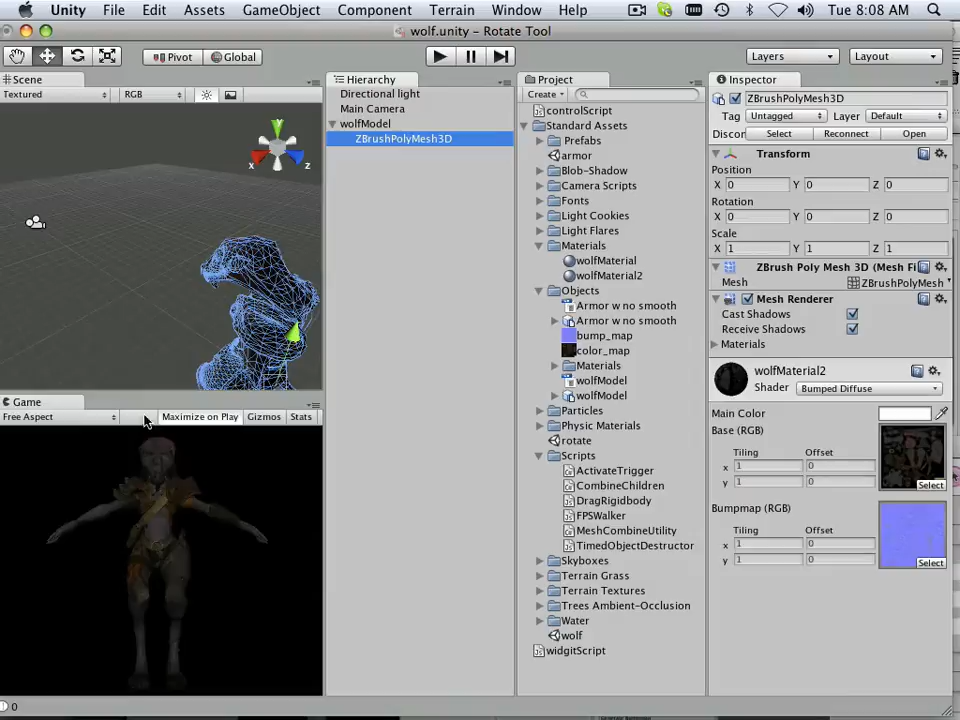 Unity File Edit Assets GameObject Component Terrain Window Help Tue 8:08 AM
wolf.unity - Rotate Tool
Pivot Global Layers Layout
Scene
Textured RGB
x z
Game
Free Aspect Maximize on Play Gizmos Stats
0
Hierarchy
Directional light
Main Camera
wolfModel
ZBrushPolyMesh3D
Project
Create
controlScript
Standard Assets
Prefabs
armor
Blob-Shadow
Camera Scripts
Fonts
Light Cookies
Light Flares
Materials
wolfMaterial
wolfMaterial2
Objects
Armor w no smooth
Armor w no smooth
bump_map
color_map
Materials
wolfModel
wolfModel
Particles
Physic Materials
rotate
Scripts
ActivateTrigger
CombineChildren
DragRigidbody
FPSWalker
MeshCombineUtility
TimedObjectDestructor
Skyboxes
Terrain Grass
Terrain Textures
Trees Ambient-Occlusion
Water
wolf
widgitScript
Inspector
ZBrushPolyMesh3D
Tag Untagged Layer Default
Discon Select Reconnect Open
Transform
Position
X 0 Y 0 Z 0
Rotation
X 0 Y 0 Z 0
Scale
X 1 Y 1 Z 1
ZBrush Poly Mesh 3D (Mesh Fi
Mesh ZBrushPolyMesh
Mesh Renderer
Cast Shadows
Receive Shadows
Materials
wolfMaterial2
Shader Bumped Diffuse
Main Color
Base (RGB)
Tiling Offset
x 1 0
y 1 0
Select
Bumpmap (RGB)
Tiling Offset
x 1 0
y 1 0
Select